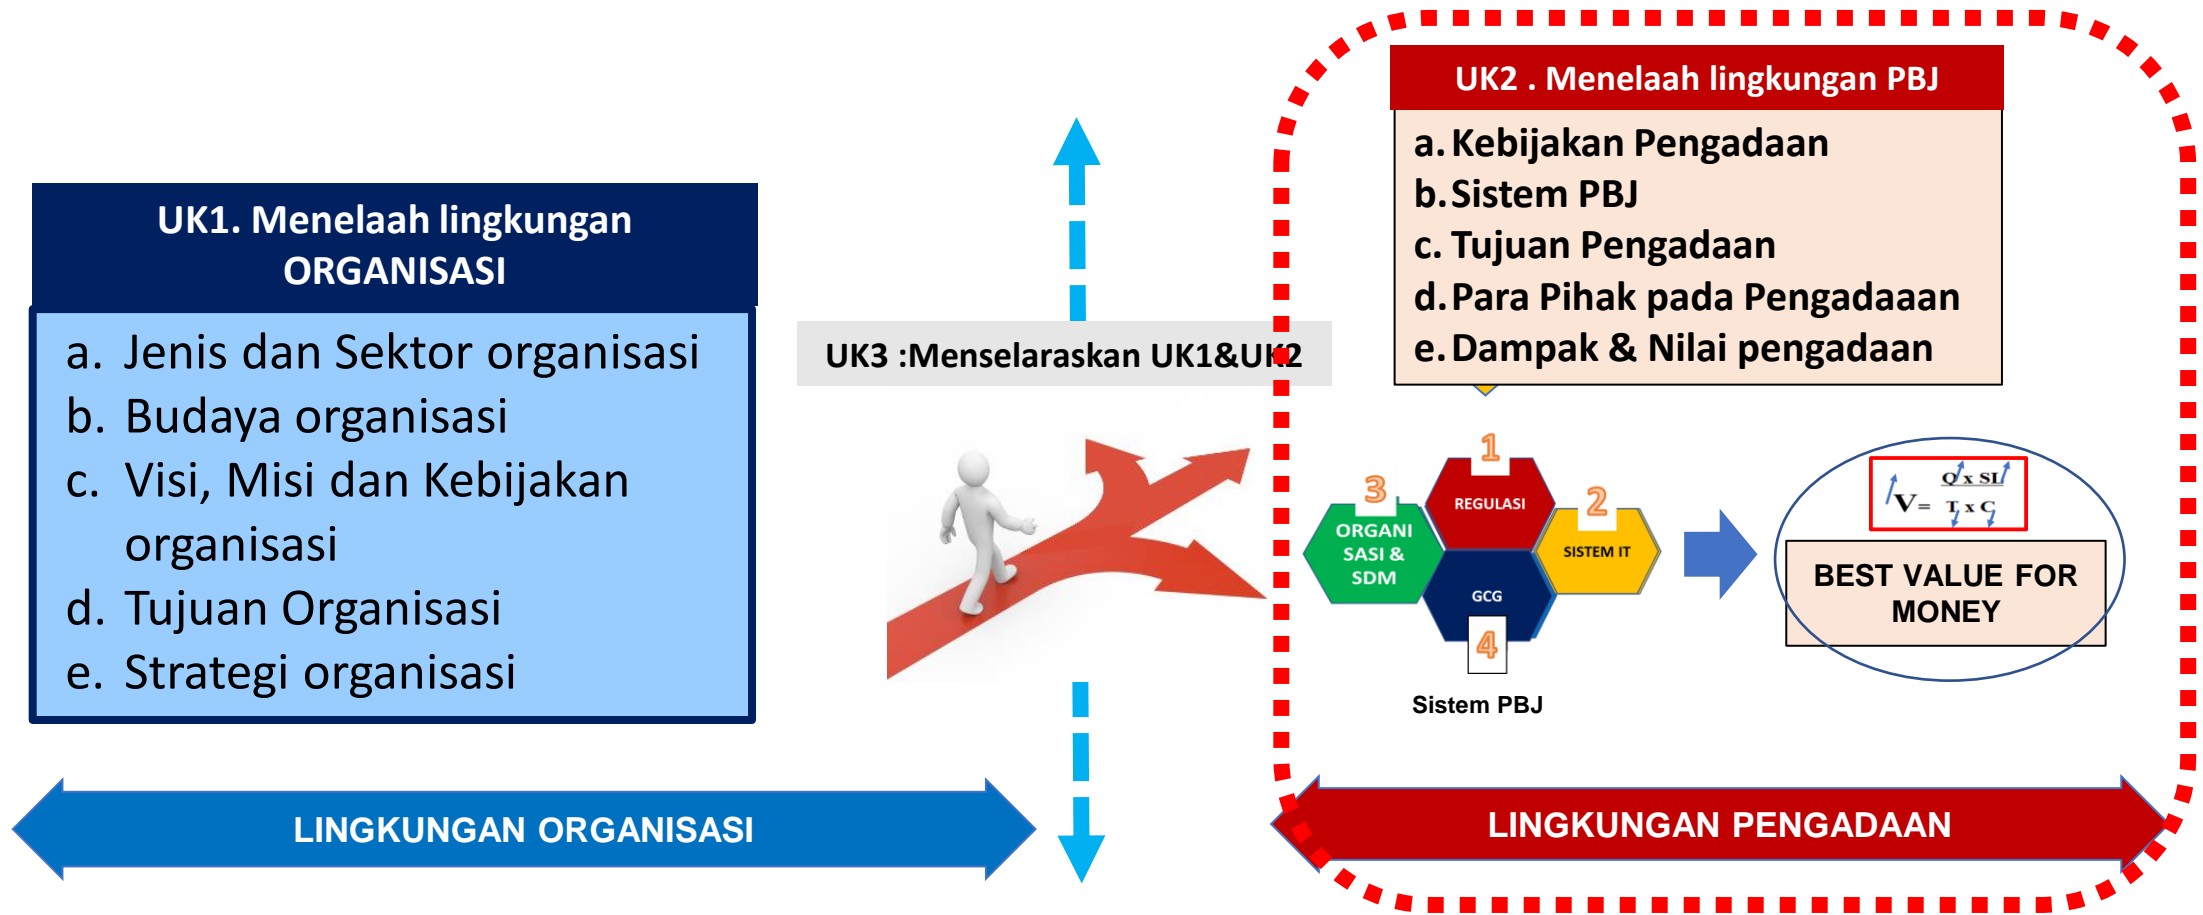 UK1. Menelaah lingkungan
ORGANISASI
a. Jenis dan Sektor organisasi
b. Budaya organisasi
c. Visi, Misi dan Kebijakan
organisasi
d. Tujuan Organisasi
e. Strategi organisasi
LINGKUNGAN ORGANISASI
UK3 :Menselaraskan UK1&UK2
UK2 . Menelaah lingkungan PBJ
a. Kebijakan Pengadaan
b. Sistem PBJ
c. Tujuan Pengadaan
d. Para Pihak pada Pengadaaan
e. Dampak & Nilai pengadaan
1
REGULASI
2
SISTEM IT
3
ORGANI
SASI &
SDM
GCG
4
Sistem PBJ
Q x SL
V= T x C
BEST VALUE FOR
MONEY
LINGKUNGAN PENGADAAN